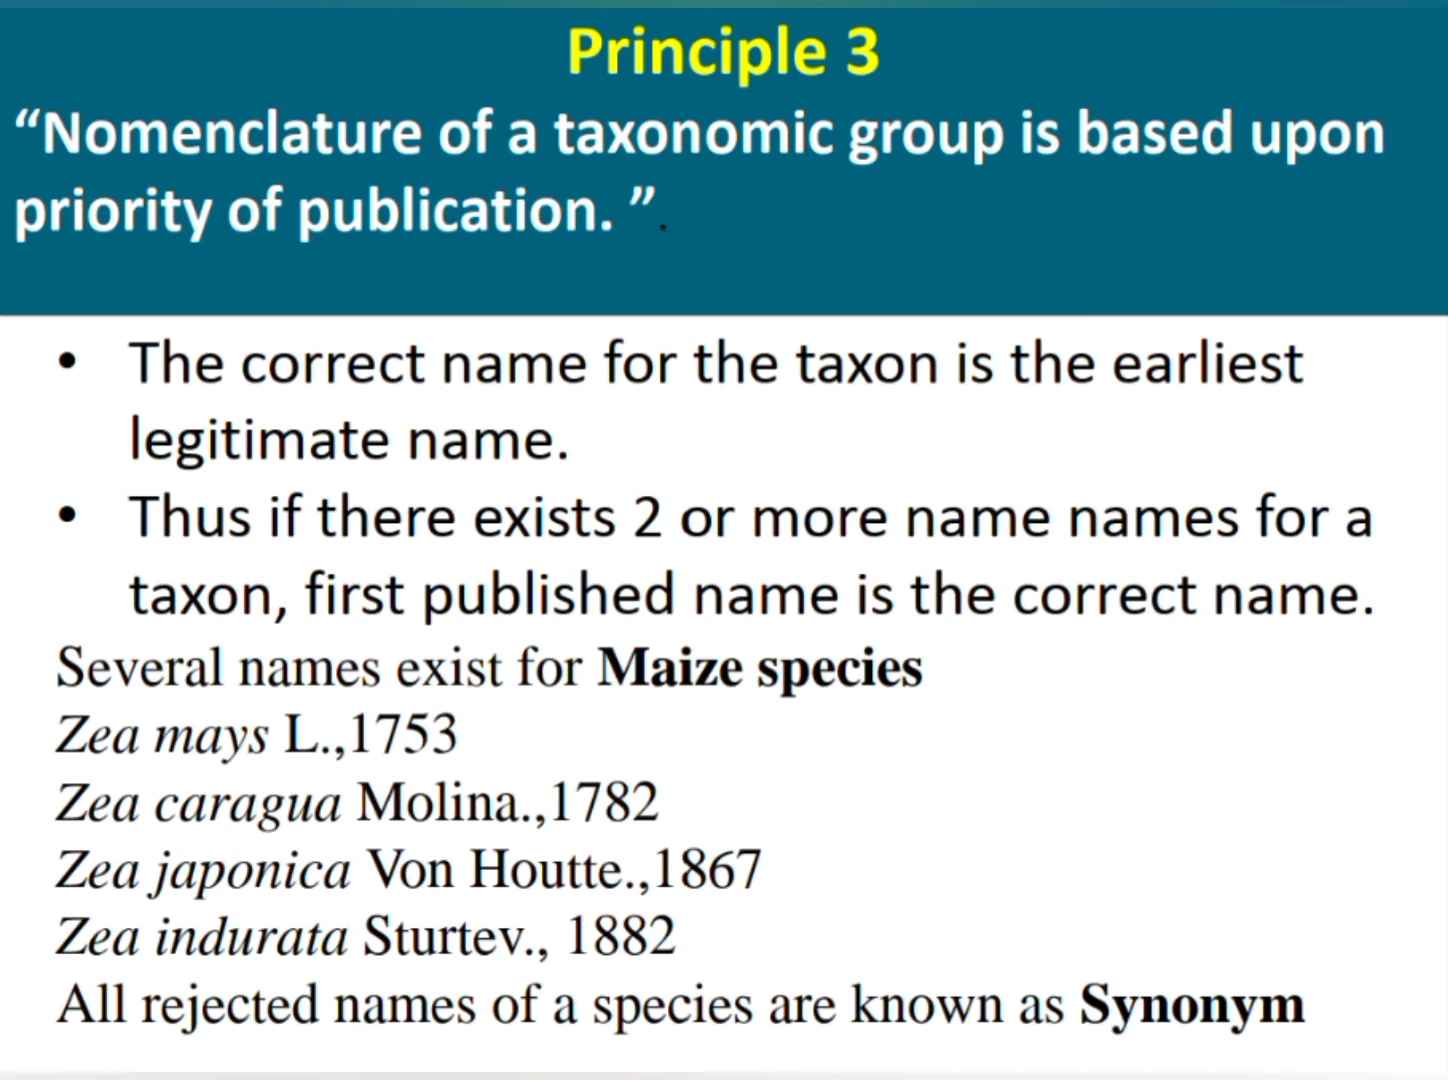 Principle 3
“Nomenclature of a taxonomic group is based upon
priority of publication. ”.
• The correct name for the taxon is the earliest
legitimate name.
• Thus if there exists 2 or more name names for a
taxon, first published name is the correct name.
Several names exist for Maize species
Zea mays L.,1753
Zea caragua Molina.,1782
Zea japonica Von Houtte.,1867
Zea indurata Sturtev., 1882
All rejected names of a species are known as Synonym